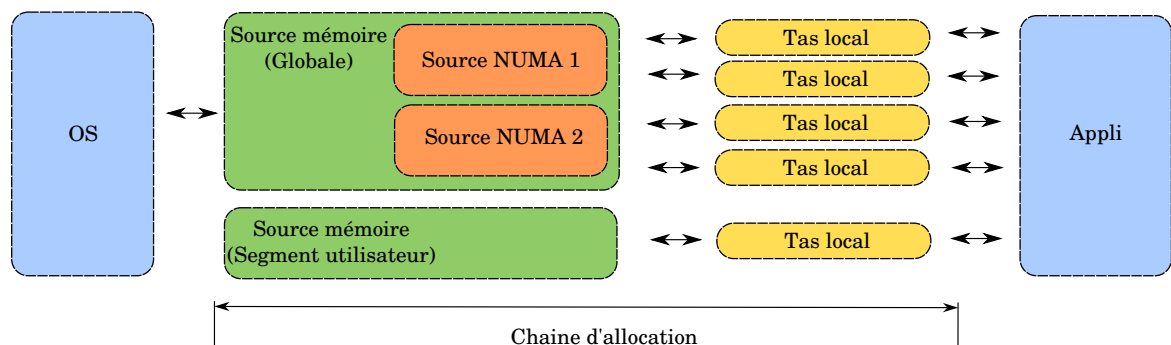 OS
Source mémoire
(Globale)
Source NUMA 1
Source NUMA 2
Source mémoire
(Segment utilisateur)
Tas local
Tas local
Tas local
Tas local
Tas local
Appli
Chaine d'allocation